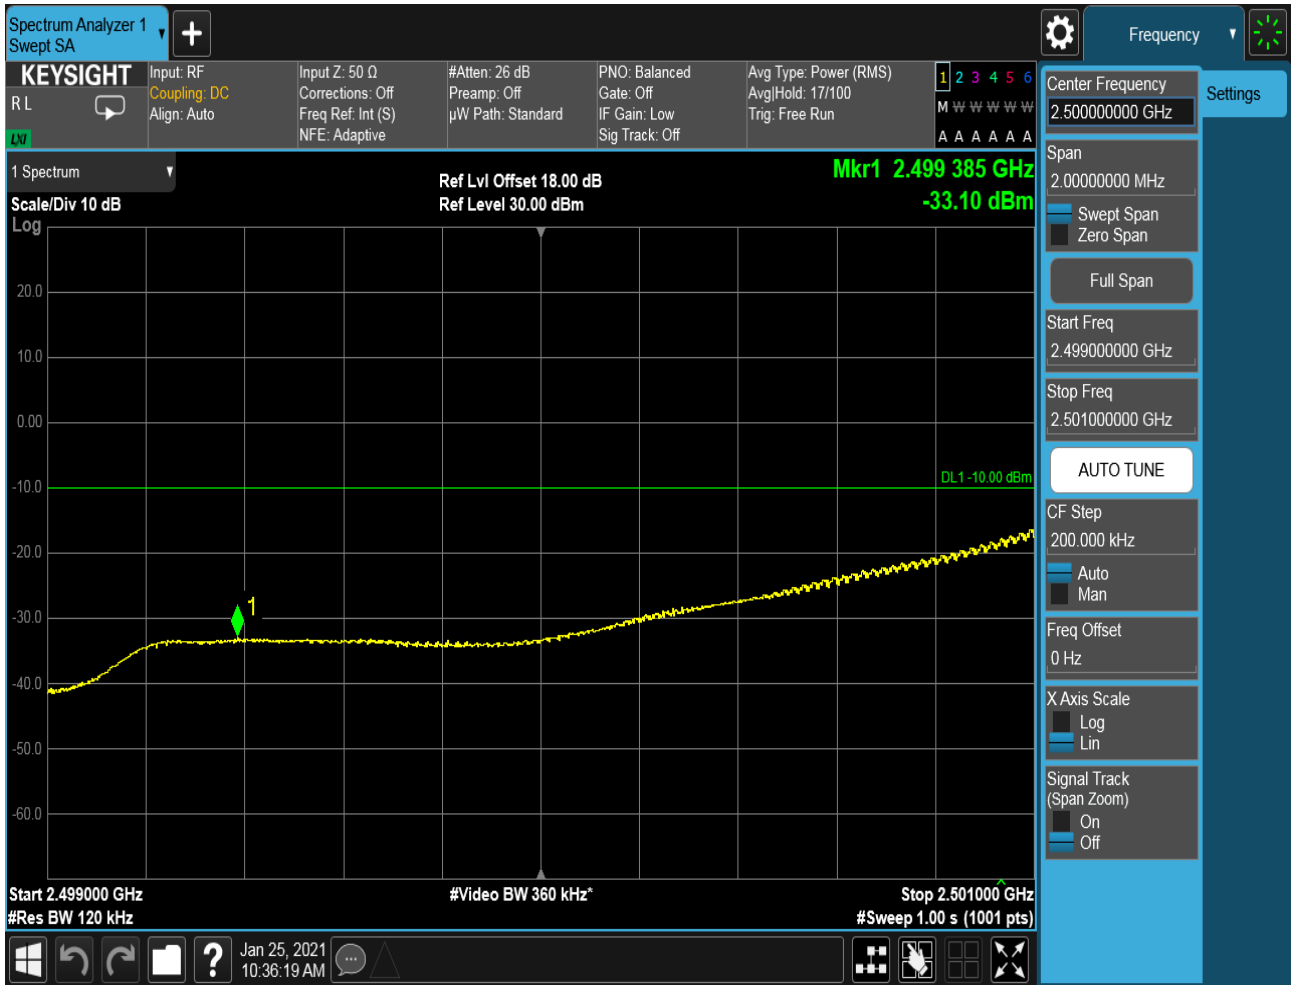 Spectrum Analyzer 1
Swept SA
Frequency
KEYSIGHT
R L
LXI
Input: RF
Coupling: DC
Align: Auto
Input Z: 50 Ω
Corrections: Off
Freq Ref: Int (S)
NFE: Adaptive
#Atten: 26 dB
Preamp: Off
µW Path: Standard
PNO: Balanced
Gate: Off
IF Gain: Low
Sig Track: Off
Avg Type: Power (RMS)
Avg|Hold: 17/100
Trig: Free Run
1 2 3 4 5 6
M W W W W W
A A A A A A
1 Spectrum
Scale/Div 10 dB
Log
Ref Lvl Offset 18.00 dB
Ref Level 30.00 dBm
Mkr1 2.499 385 GHz
-33.10 dBm
20.0
10.0
0.00
-10.0
-20.0
-30.0
-40.0
-50.0
-60.0
DL1 -10.00 dBm
1
Start 2.499000 GHz
#Res BW 120 kHz
#Video BW 360 kHz*
Stop 2.501000 GHz
#Sweep 1.00 s (1001 pts)
Jan 25, 2021
10:36:19 AM
?
Center Frequency
2.500000000 GHz
Settings
Span
2.00000000 MHz
Swept Span
Zero Span
Full Span
Start Freq
2.499000000 GHz
Stop Freq
2.501000000 GHz
AUTO TUNE
CF Step
200.000 kHz
Auto
Man
Freq Offset
0 Hz
X Axis Scale
Log
Lin
Signal Track
(Span Zoom)
On
Off